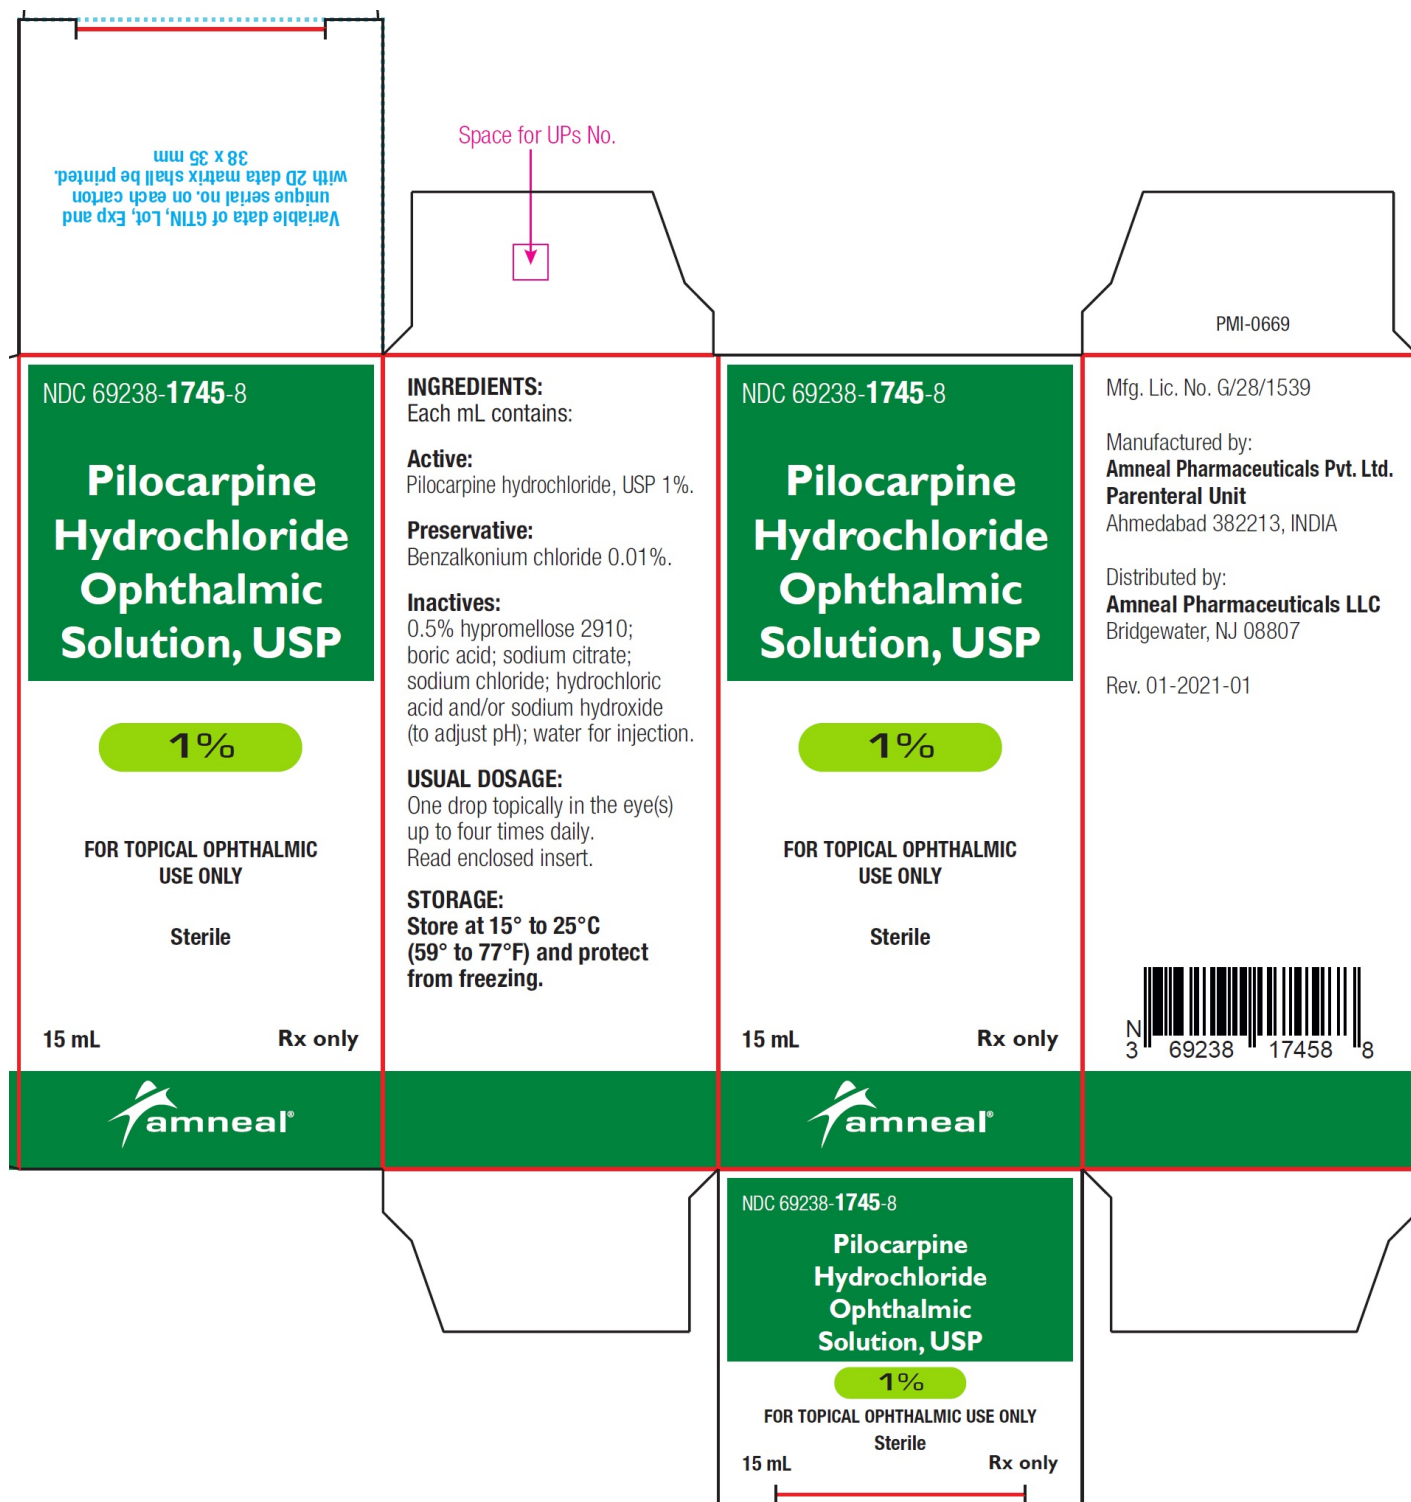 Variable data of GTIN, Lot, Exp and
unique serial no. on each carton
with 2D data matrix shall be printed.
38 x 35 mm
Space for UPs No.
PMI-0669
NDC 69238-1745-8
Pilocarpine
Hydrochloride
Ophthalmic
Solution, USP
1%
FOR TOPICAL OPHTHALMIC
USE ONLY
Sterile
15 mL
Rx only
amneal®
INGREDIENTS:
Each mL contains:
Active:
Pilocarpine hydrochloride, USP 1%.
Preservative:
Benzalkonium chloride 0.01%.
Inactives:
0.5% hypromellose 2910;
boric acid; sodium citrate;
sodium chloride; hydrochloric
acid and/or sodium hydroxide
(to adjust pH); water for injection.
USUAL DOSAGE:
One drop topically in the eye(s)
up to four times daily.
Read enclosed insert.
STORAGE:
Store at 15° to 25°C
(59° to 77°F) and protect
from freezing.
NDC 69238-1745-8
Pilocarpine
Hydrochloride
Ophthalmic
Solution, USP
1%
FOR TOPICAL OPHTHALMIC
USE ONLY
Sterile
15 mL
Rx only
amneal®
Mfg. Lic. No. G/28/1539
Manufactured by:
Amneal Pharmaceuticals Pvt. Ltd.
Parenteral Unit
Ahmedabad 382213, INDIA
Distributed by:
Amneal Pharmaceuticals LLC
Bridgewater, NJ 08807
Rev. 01-2021-01
N
3 69238 17458 8
NDC 69238-1745-8
Pilocarpine
Hydrochloride
Ophthalmic
Solution, USP
1%
FOR TOPICAL OPHTHALMIC USE ONLY
Sterile
15 mL
Rx only